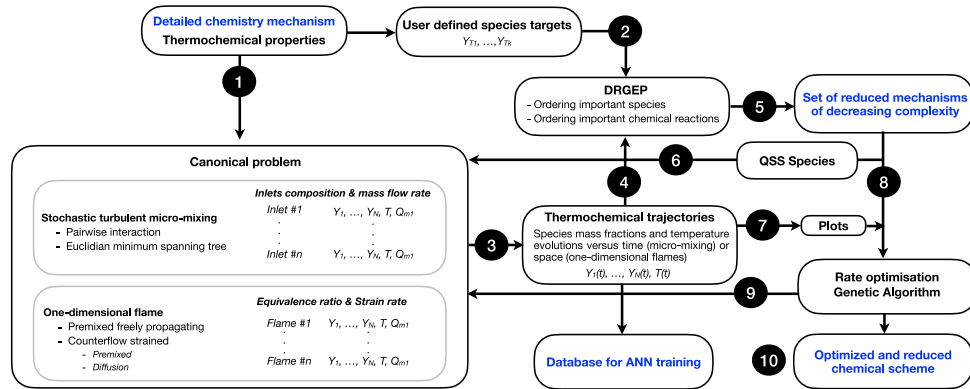 Detailed chemistry mechanism
Thermochemical properties
User defined species targets
Y_T1, …,Y_Tk
1
2
DRGEP
- Ordering important species
- Ordering important chemical reactions
5
Set of reduced mechanisms
of decreasing complexity
Canonical problem
6
QSS Species
4
8
Inlets composition & mass flow rate
Stochastic turbulent micro-mixing
- Pairwise interaction
- Euclidian minimum spanning tree
Inlet #1 Y_1, …, Y_N, T, Q_m1
. .
. .
. .
Inlet #n Y_1, …, Y_N, T, Q_m1
3
Thermochemical trajectories
Species mass fractions and temperature
evolutions versus time (micro-mixing) or
space (one-dimensional flames)
Y_1(t), …, Y_N(t), T(t)
7
Plots
9
Rate optimisation
Genetic Algorithm
Equivalence ratio & Strain rate
One-dimensional flame
- Premixed freely propagating
- Counterflow strained
- Premixed
- Diffusion
Flame #1 Y_1, …, Y_N, T, Q_m1
. .
. .
Flame #n Y_1, …, Y_N, T, Q_m1
Database for ANN training
10
Optimized and reduced
chemical scheme